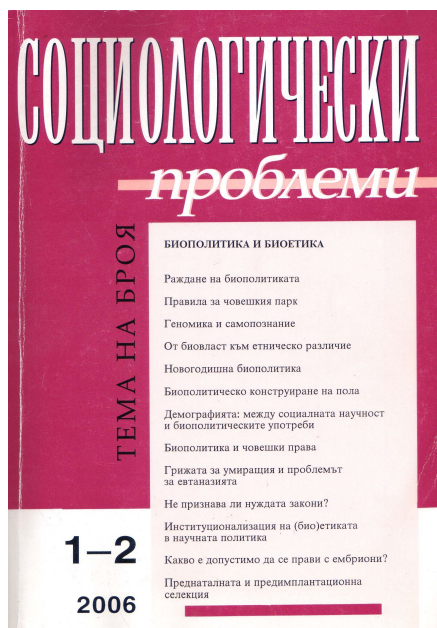 СОЦИОЛОГИЧЕСКИ
проблеми
ТЕМА НА БРОЯ
БИОПОЛИТИКА И БИОЕТИКА
Раждане на биополитиката
Правила за човешкия парк
Геномика и самопознание
От биовласт към етническо различие
Новогодишна биополитика
Биополитическо конструиране на пола
Демографията: между социалната научност
и биополитическите употреби
Биополитика и човешки права
Грижата за умиращия и проблемът
за евтаназията
Не признава ли нуждата закони?
Институционализация на (био)етиката
в научната политика
Какво е допустимо да се прави с ембриони?
Преднаталната и предимплантационна
селекция
1–2
2006